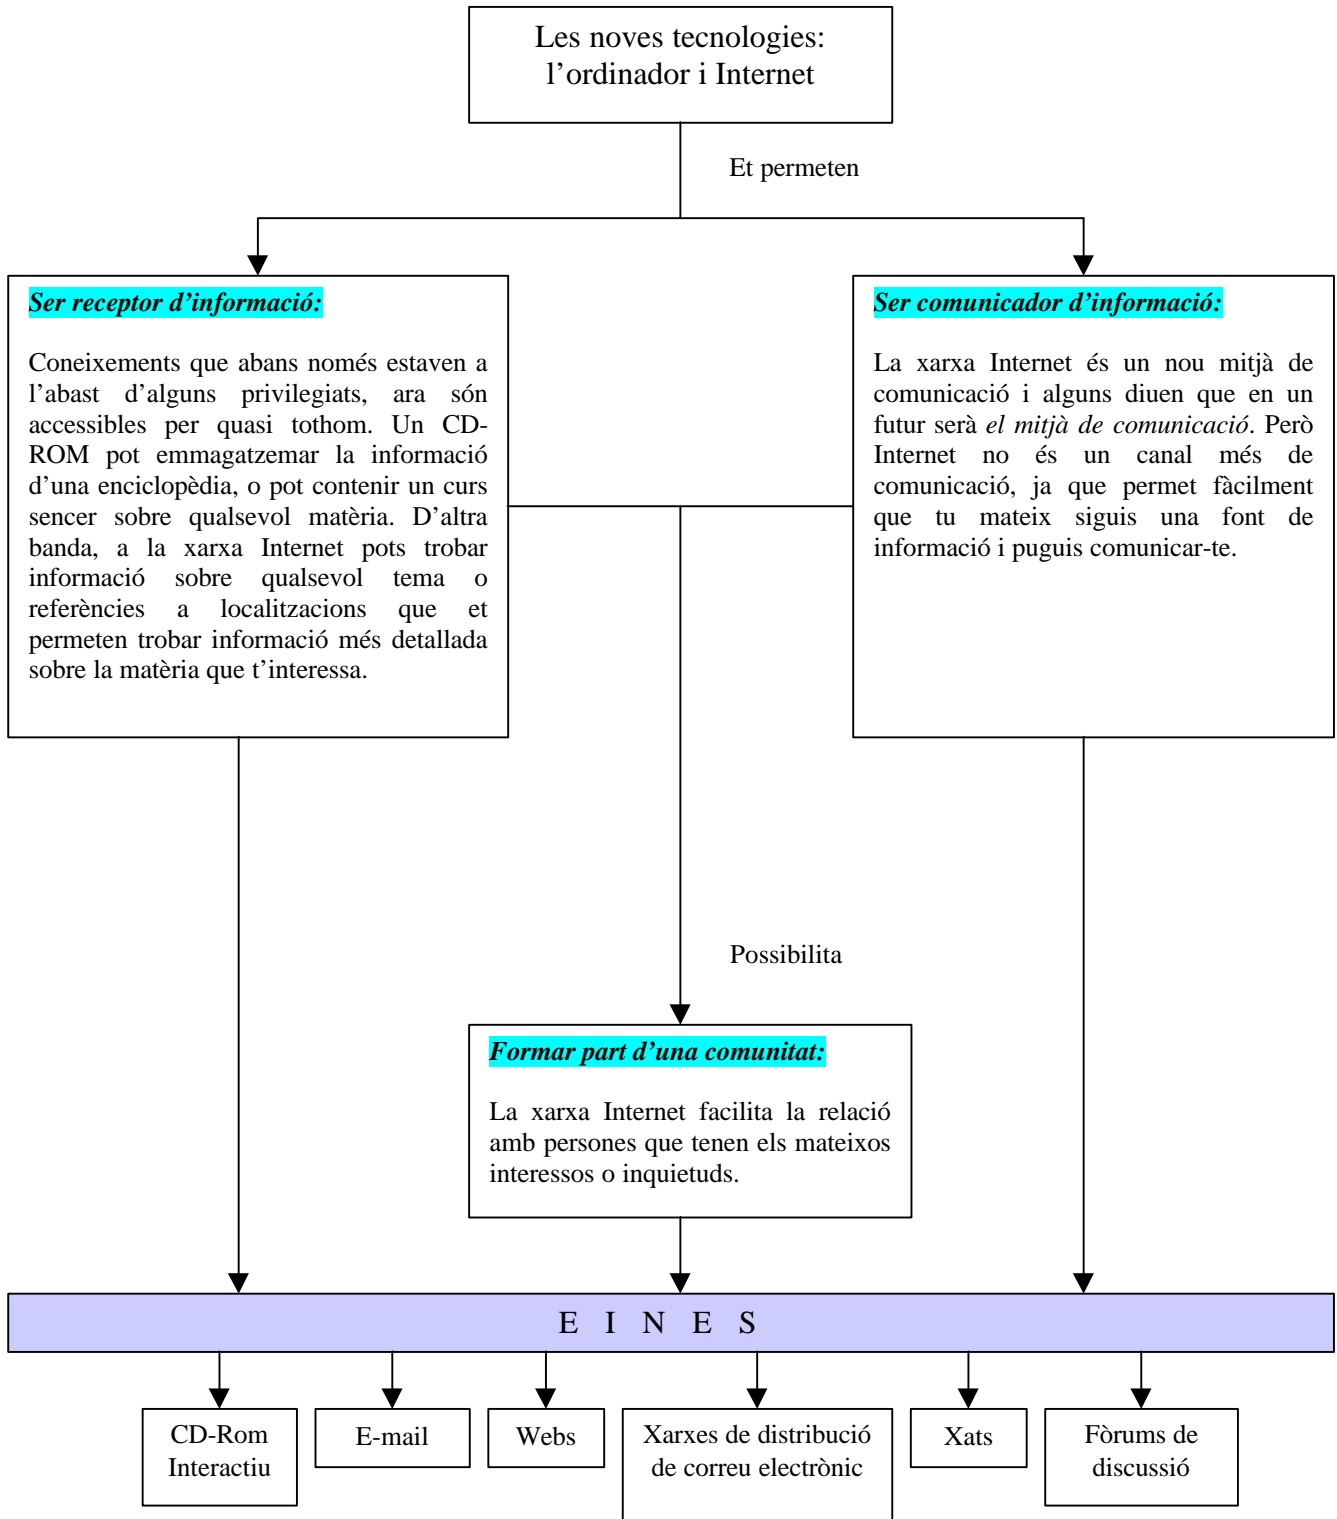 Les noves tecnologies:
l’ordinador i Internet
Et permeten
Ser receptor d’informació:
Coneixements que abans només estaven a
l’abast d’alguns privilegiats, ara són
accessibles per quasi tothom. Un CD-
ROM pot emmagatzemar la informació
d’una enciclopèdia, o pot contenir un curs
sencer sobre qualsevol matèria. D’altra
banda, a la xarxa Internet pots trobar
informació sobre qualsevol tema o
referències a localitzacions que et
permeten trobar informació més detallada
sobre la matèria que t’interessa.
Ser comunicador d’informació:
La xarxa Internet és un nou mitjà de
comunicació i alguns diuen que en un
futur serà el mitjà de comunicació. Però
Internet no és un canal més de
comunicació, ja que permet fàcilment
que tu mateix siguis una font de
informació i puguis comunicar-te.
Possibilita
Formar part d’una comunitat:
La xarxa Internet facilita la relació
amb persones que tenen els mateixos
interessos o inquietuds.
E I N E S
CD-Rom
Interactiu
E-mail
Webs
Xarxes de distribució
de correu electrònic
Xats
Fòrums de
discussió